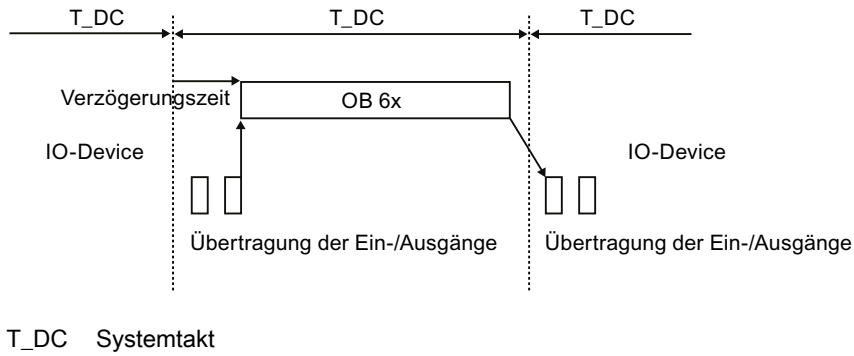 T_DC T_DC T_DC
Verzögerungszeit OB 6x
IO-Device IO-Device
Übertragung der Ein-/Ausgänge Übertragung der Ein-/Ausgänge
T_DC Systemtakt